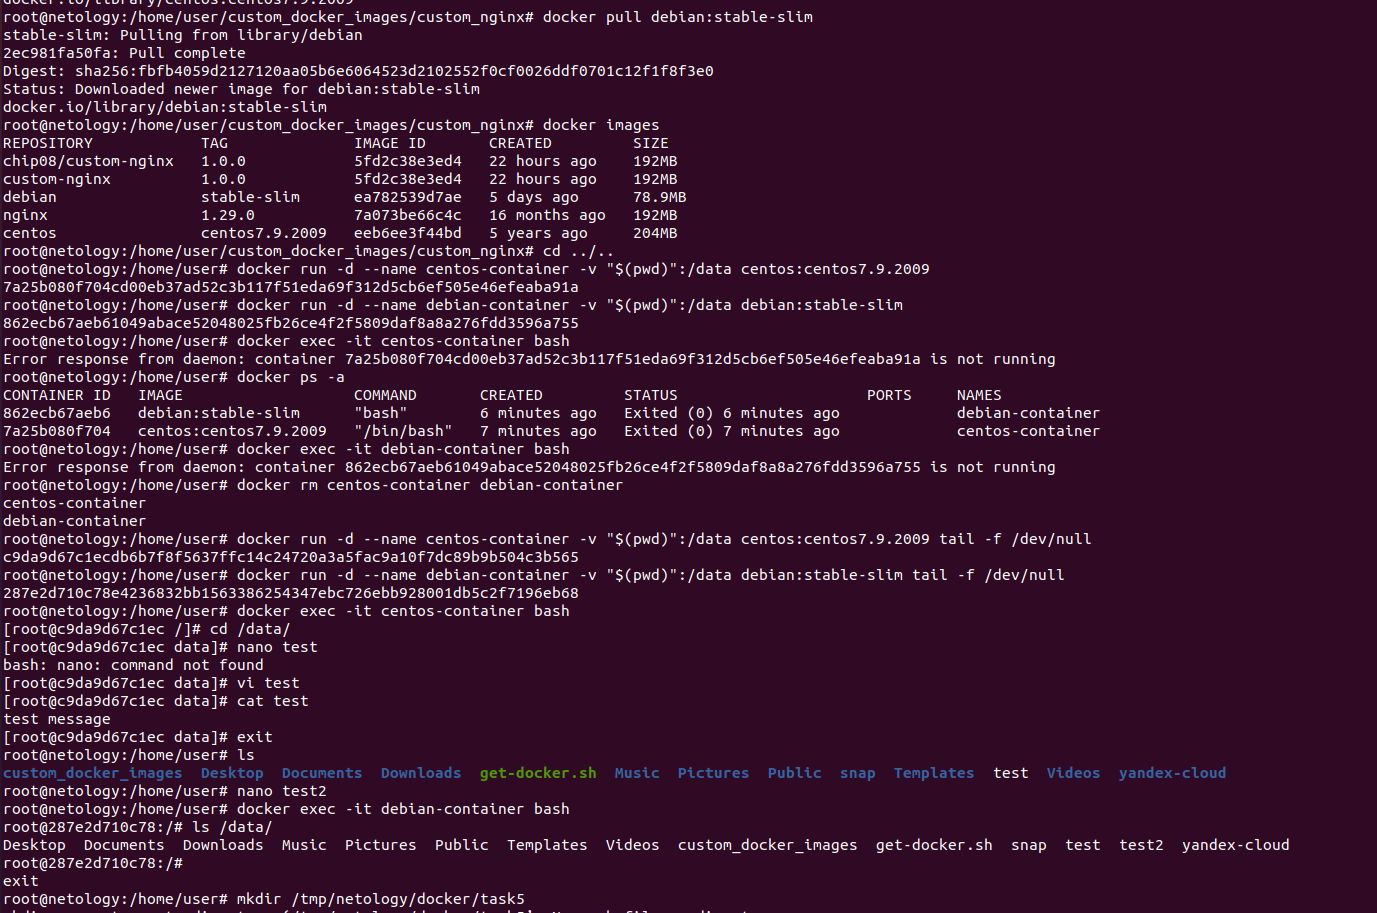 docker.io/library/centos:centos7.9.2009
root@netology:/home/user/custom_docker_images/custom_nginx# docker pull debian:stable-slim
stable-slim: Pulling from library/debian
2ec981fa50fa: Pull complete
Digest: sha256:fbfb4059d2127120aa05b6e6064523d2102552f0cf0026ddf0701c12f1f8f3e0
Status: Downloaded newer image for debian:stable-slim
docker.io/library/debian:stable-slim
root@netology:/home/user/custom_docker_images/custom_nginx# docker images
REPOSITORY TAG IMAGE ID CREATED SIZE
chip08/custom-nginx 1.0.0 5fd2c38e3ed4 22 hours ago 192MB
custom-nginx 1.0.0 5fd2c38e3ed4 22 hours ago 192MB
debian stable-slim ea782539d7ae 5 days ago 78.9MB
nginx 1.29.0 7a073be66c4c 16 months ago 192MB
centos centos7.9.2009 eeb6ee3f44bd 5 years ago 204MB
root@netology:/home/user/custom_docker_images/custom_nginx# cd ../..
root@netology:/home/user# docker run -d --name centos-container -v "$(pwd)":/data centos:centos7.9.2009
7a25b080f704cd00eb37ad52c3b117f51eda69f312d5cb6ef505e46efeaba91a
root@netology:/home/user# docker run -d --name debian-container -v "$(pwd)":/data debian:stable-slim
862ecb67aeb61049abace52048025fb26ce4f2f5809daf8a8a276fdd3596a755
root@netology:/home/user# docker exec -it centos-container bash
Error response from daemon: container 7a25b080f704cd00eb37ad52c3b117f51eda69f312d5cb6ef505e46efeaba91a is not running
root@netology:/home/user# docker ps -a
CONTAINER ID IMAGE COMMAND CREATED STATUS PORTS NAMES
862ecb67aeb6 debian:stable-slim "bash" 6 minutes ago Exited (0) 6 minutes ago debian-container
7a25b080f704 centos:centos7.9.2009 "/bin/bash" 7 minutes ago Exited (0) 7 minutes ago centos-container
root@netology:/home/user# docker exec -it debian-container bash
Error response from daemon: container 862ecb67aeb61049abace52048025fb26ce4f2f5809daf8a8a276fdd3596a755 is not running
root@netology:/home/user# docker rm centos-container debian-container
centos-container
debian-container
root@netology:/home/user# docker run -d --name centos-container -v "$(pwd)":/data centos:centos7.9.2009 tail -f /dev/null
c9da9d67c1ecdb6b7f8f5637ffc14c24720a3a5fac9a10f7dc89b9b504c3b565
root@netology:/home/user# docker run -d --name debian-container -v "$(pwd)":/data debian:stable-slim tail -f /dev/null
287e2d710c78e4236832bb1563386254347ebc726ebb928001db5c2f7196eb68
root@netology:/home/user# docker exec -it centos-container bash
[root@c9da9d67c1ec /]# cd /data/
[root@c9da9d67c1ec data]# nano test
bash: nano: command not found
[root@c9da9d67c1ec data]# vi test
[root@c9da9d67c1ec data]# cat test
test message
[root@c9da9d67c1ec data]# exit
root@netology:/home/user# ls
custom_docker_images Desktop Documents Downloads get-docker.sh Music Pictures Public snap Templates test Videos yandex-cloud
root@netology:/home/user# nano test2
root@netology:/home/user# docker exec -it debian-container bash
root@287e2d710c78:/# ls /data/
Desktop Documents Downloads Music Pictures Public Templates Videos custom_docker_images get-docker.sh snap test test2 yandex-cloud
root@287e2d710c78:/#
exit
root@netology:/home/user# mkdir /tmp/netology/docker/task5